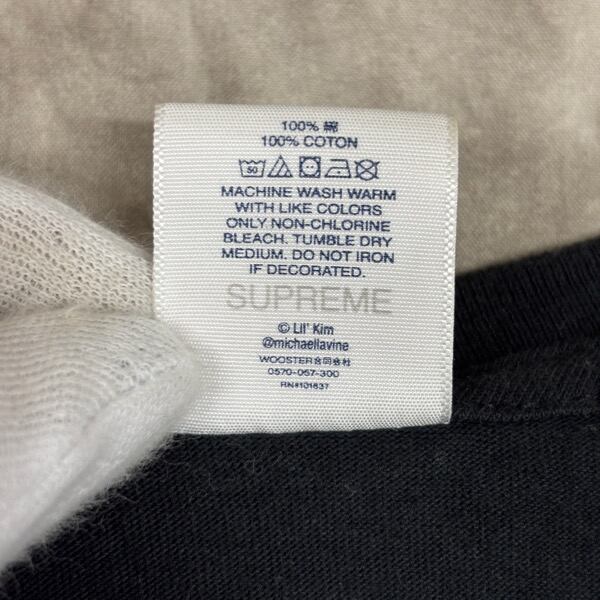 100% 綿
100% COTON
50
MACHINE WASH WARM
WITH LIKE COLORS
ONLY NON-CHLORINE
BLEACH. TUMBLE DRY
MEDIUM. DO NOT IRON
IF DECORATED.
SUPREME
© Lil' Kim
@michaellavine
WOOSTER合同会社
0570-057-300
RN#101837